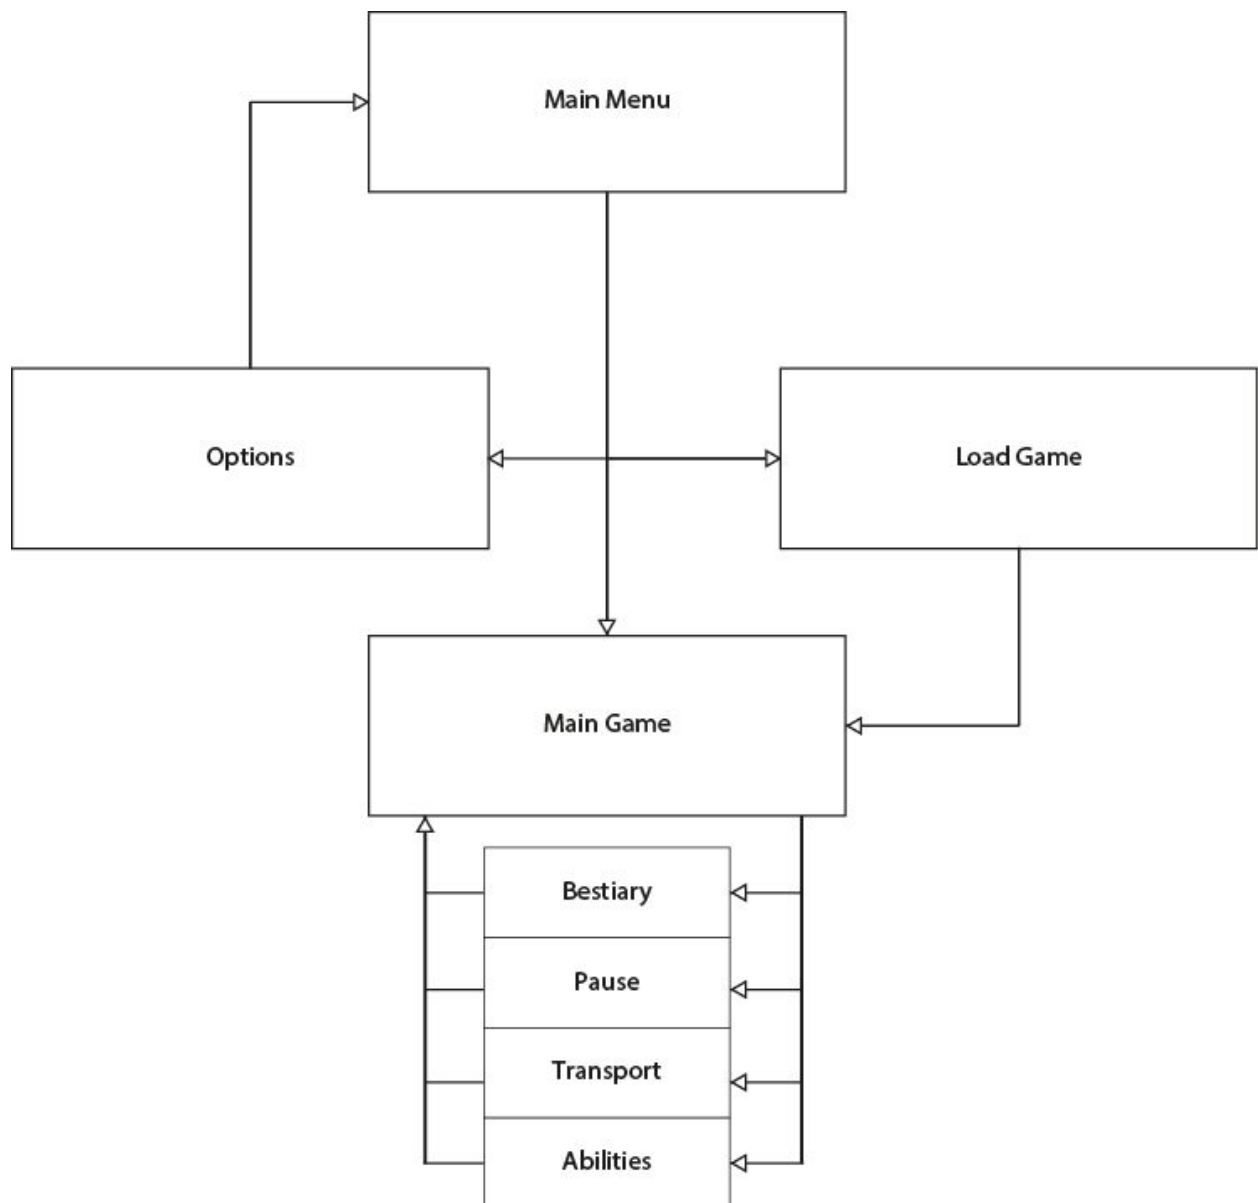 Main Menu
Options
Load Game
Main Game
Bestiary
Pause
Transport
Abilities